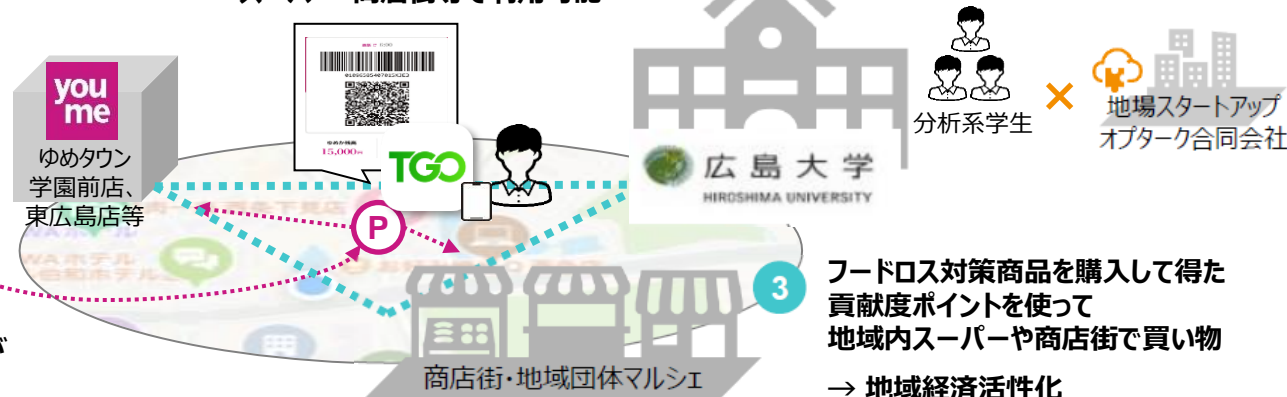 you
me
ゆめタウン
学園前店、
東広島店等
15,000
TGO
P
広島大学
HIROSHIMA UNIVERSITY
分析系学生
×
地場スタートアップ
オプターク合同会社
商店街・地域団体マルシェ
3
フードロス対策商品を購入して得た
貢献度ポイントを使って
地域内スーパーや商店街で買い物
→ 地域経済活性化
が